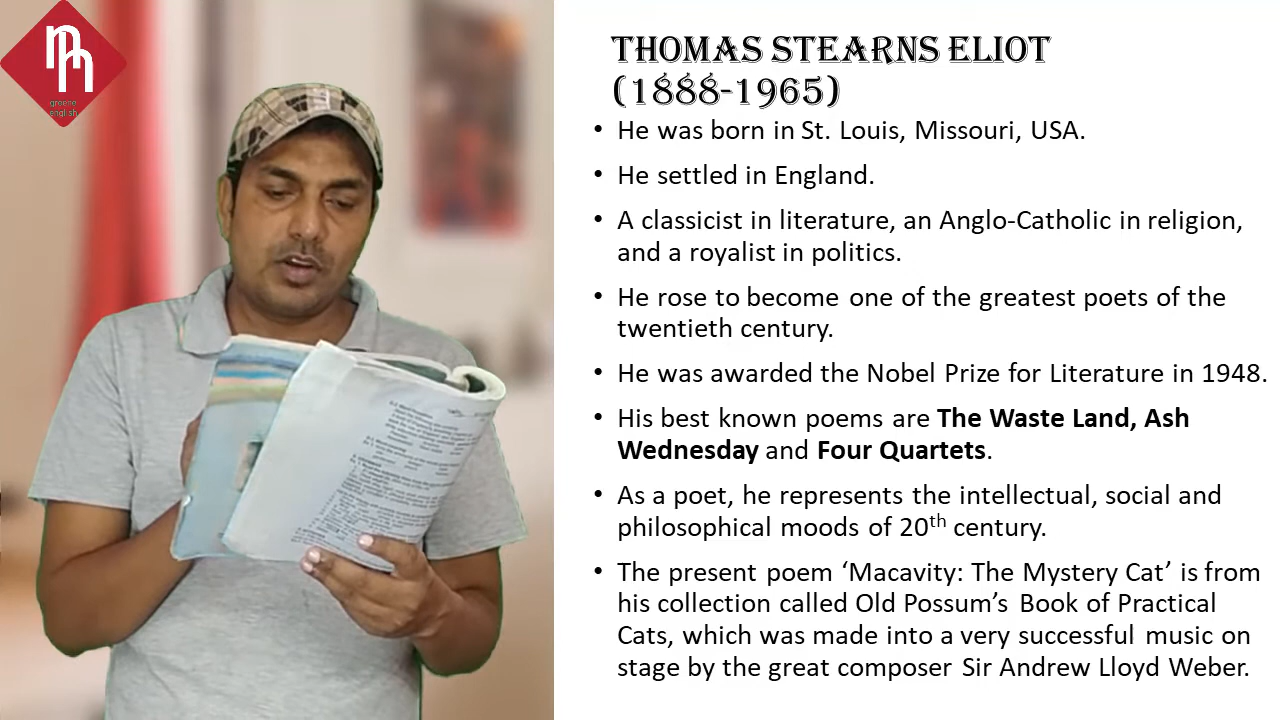 groene
english
THOMAS STEARNS ELIOT
(1888-1965)
• He was born in St. Louis, Missouri, USA.
• He settled in England.
• A classicist in literature, an Anglo-Catholic in religion,
and a royalist in politics.
• He rose to become one of the greatest poets of the
twentieth century.
• He was awarded the Nobel Prize for Literature in 1948.
• His best known poems are The Waste Land, Ash
Wednesday and Four Quartets.
• As a poet, he represents the intellectual, social and
philosophical moods of 20th century.
• The present poem ‘Macavity: The Mystery Cat’ is from
his collection called Old Possum’s Book of Practical
Cats, which was made into a very successful music on
stage by the great composer Sir Andrew Lloyd Weber.